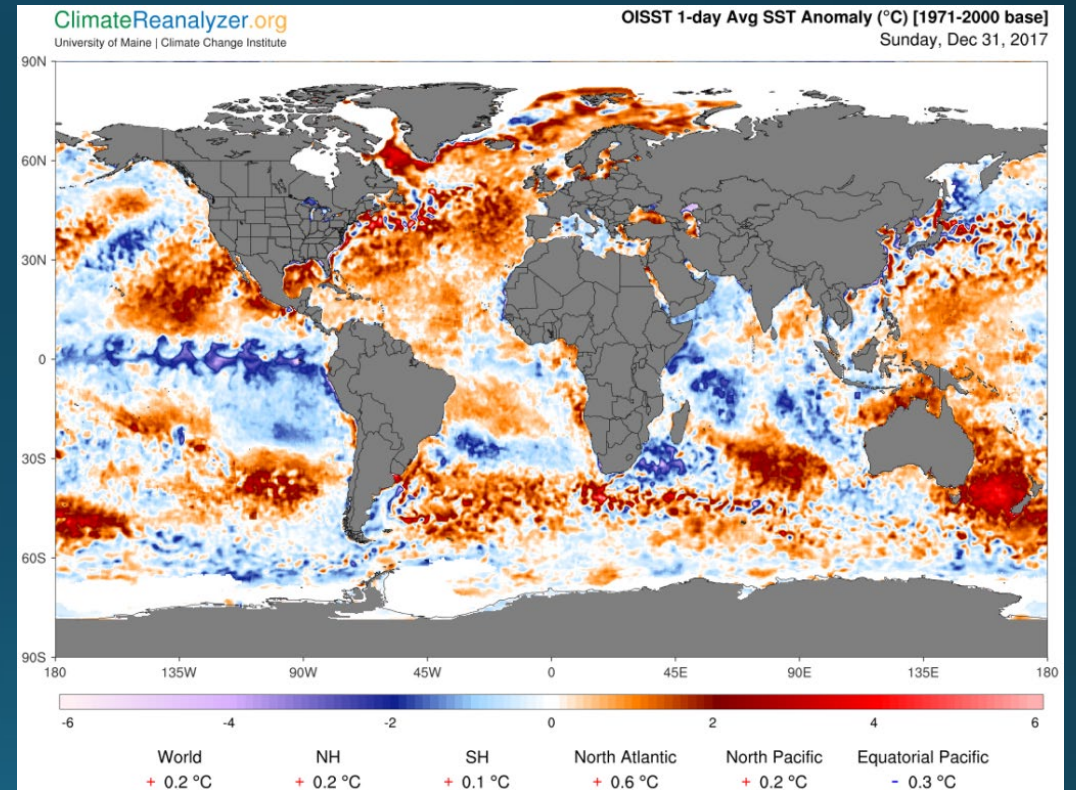 ClimateReanalyzer.org
University of Maine | Climate Change Institute
OISST 1-day Avg SST Anomaly (°C) [1971-2000 base]
Sunday, Dec 31, 2017
90N
60N
30N
0
30S
60S
90S
180 135W 90W 45W 0 45E 90E 135E 180
-6 -4 -2 0 2 4 6
World NH SH North Atlantic North Pacific Equatorial Pacific
+ 0.2 °C + 0.2 °C + 0.1 °C + 0.6 °C + 0.2 °C - 0.3 °C